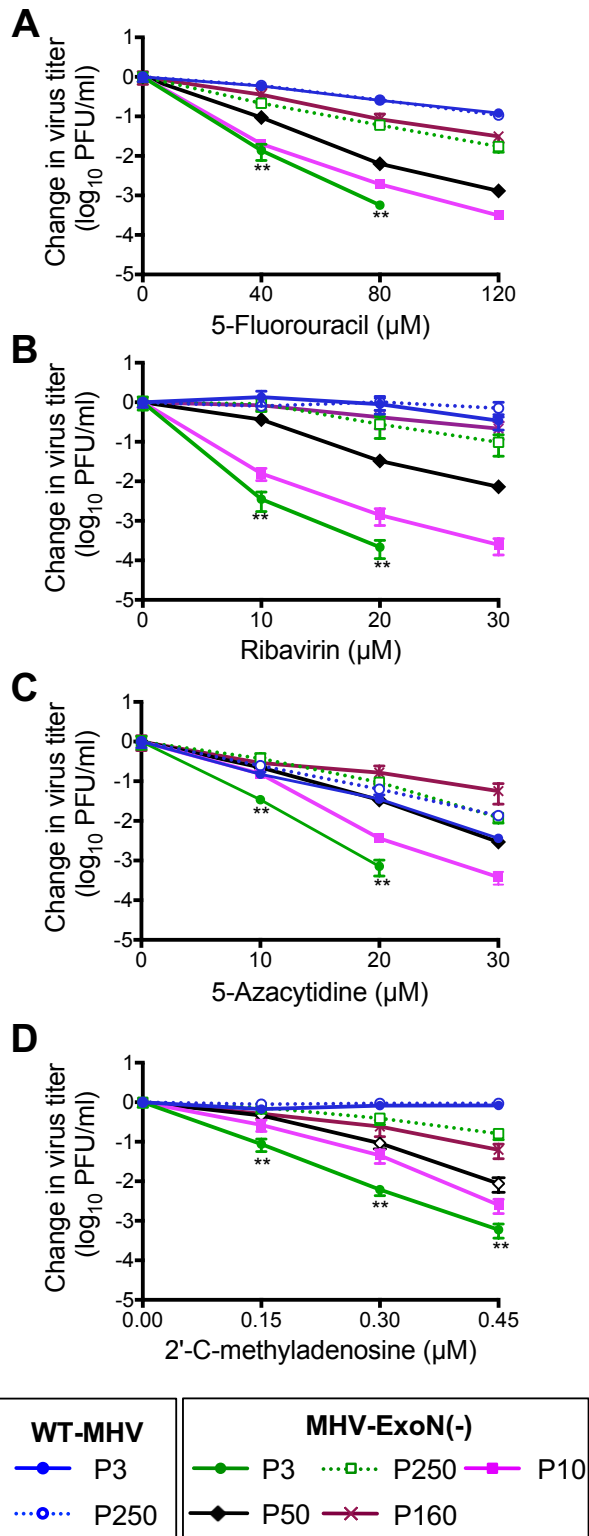 A
Change in virus titer
(log10 PFU/ml)
1
0
-1
-2
-3
-4
-5
**
**
0
40
80
120
5-Fluorouracil (µM)
B
Change in virus titer
(log10 PFU/ml)
1
0
-1
-2
-3
-4
-5
**
**
0
10
20
30
Ribavirin (µM)
C
Change in virus titer
(log10 PFU/ml)
1
0
-1
-2
-3
-4
-5
**
**
0
10
20
30
5-Azacytidine (µM)
D
Change in virus titer
(log10 PFU/ml)
1
0
-1
-2
-3
-4
-5
**
**
**
0.00
0.15
0.30
0.45
2'-C-methyladenosine (µM)
WT-MHV
P3
P250
MHV-ExoN(-)
P3 P250 P10
P50 P160